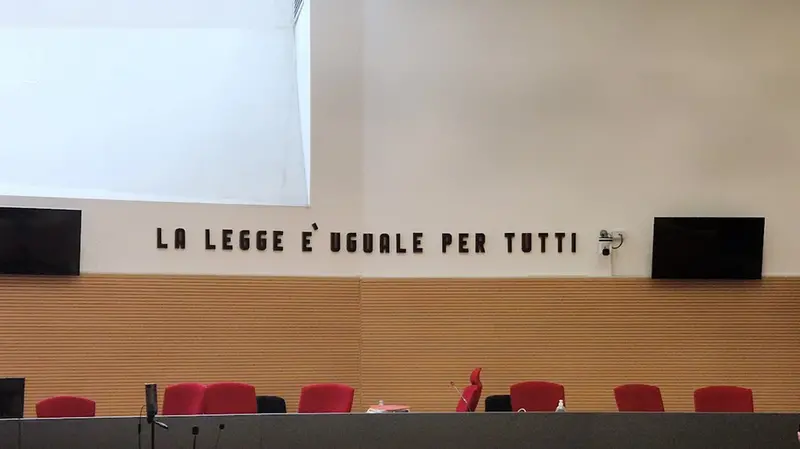 LA LEGGE E' UGUALE PER TUTTI